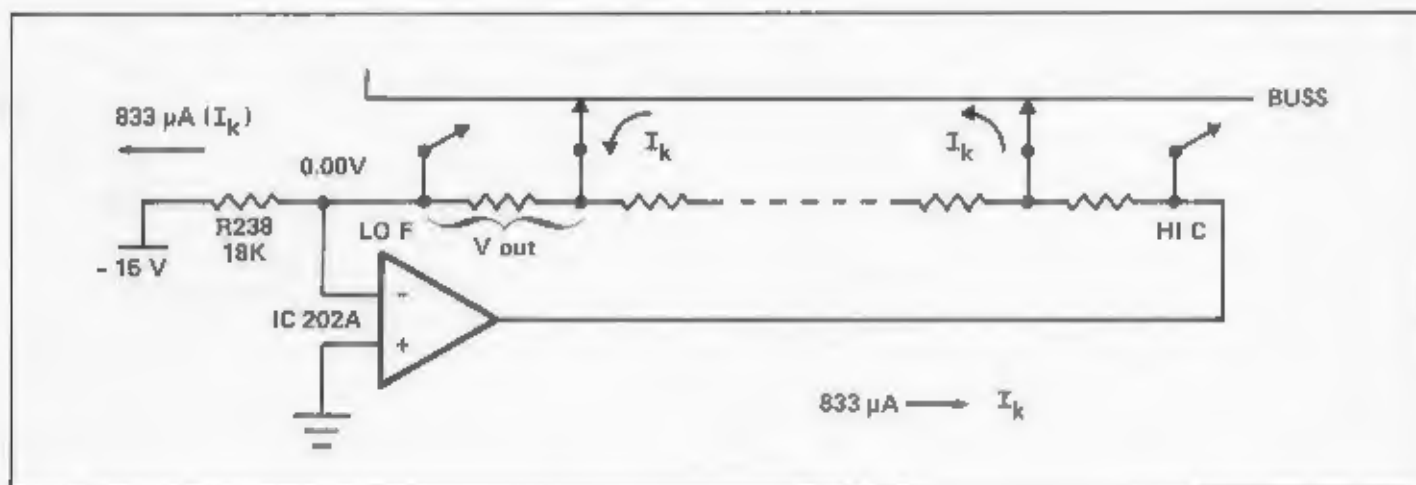 BUSS
833 µA (Ik)
Ik
Ik
0.00V
R238
18K
LO F
V out
HI C
- 15 V
IC 202A
-
+
833 µA Ik